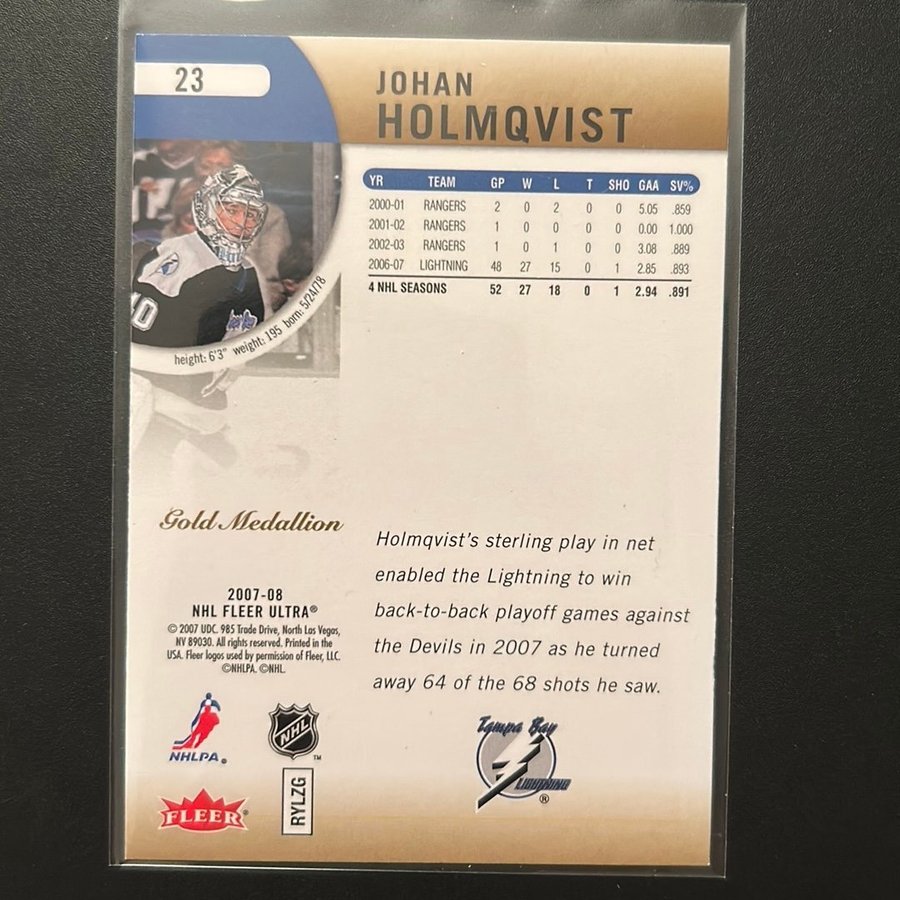 23
JOHAN
HOLMQVIST
YR TEAM GP W L T SHO GAA SV%
2000-01 RANGERS 2 0 2 0 0 5.05 .859
2001-02 RANGERS 1 0 0 0 0 0.00 1.000
2002-03 RANGERS 1 0 1 0 0 3.08 .889
2006-07 LIGHTNING 48 27 15 0 1 2.85 .893
4 NHL SEASONS 52 27 18 0 1 2.94 .891
height: 6'3" weight: 195 born: 5/24/78
Gold Medallion
Holmqvist's sterling play in net
enabled the Lightning to win
back-to-back playoff games against
the Devils in 2007 as he turned
away 64 of the 68 shots he saw.
2007-08
NHL FLEER ULTRA®
© 2007 UDC. 985 Trade Drive, North Las Vegas,
NV 89030. All rights reserved. Printed in the
USA. Fleer logos used by permission of Fleer, LLC.
©NHLPA. ©NHL.
NHLPA®
NHL™
FLEER®
RYLZG
Tampa Bay
LIGHTNING
®